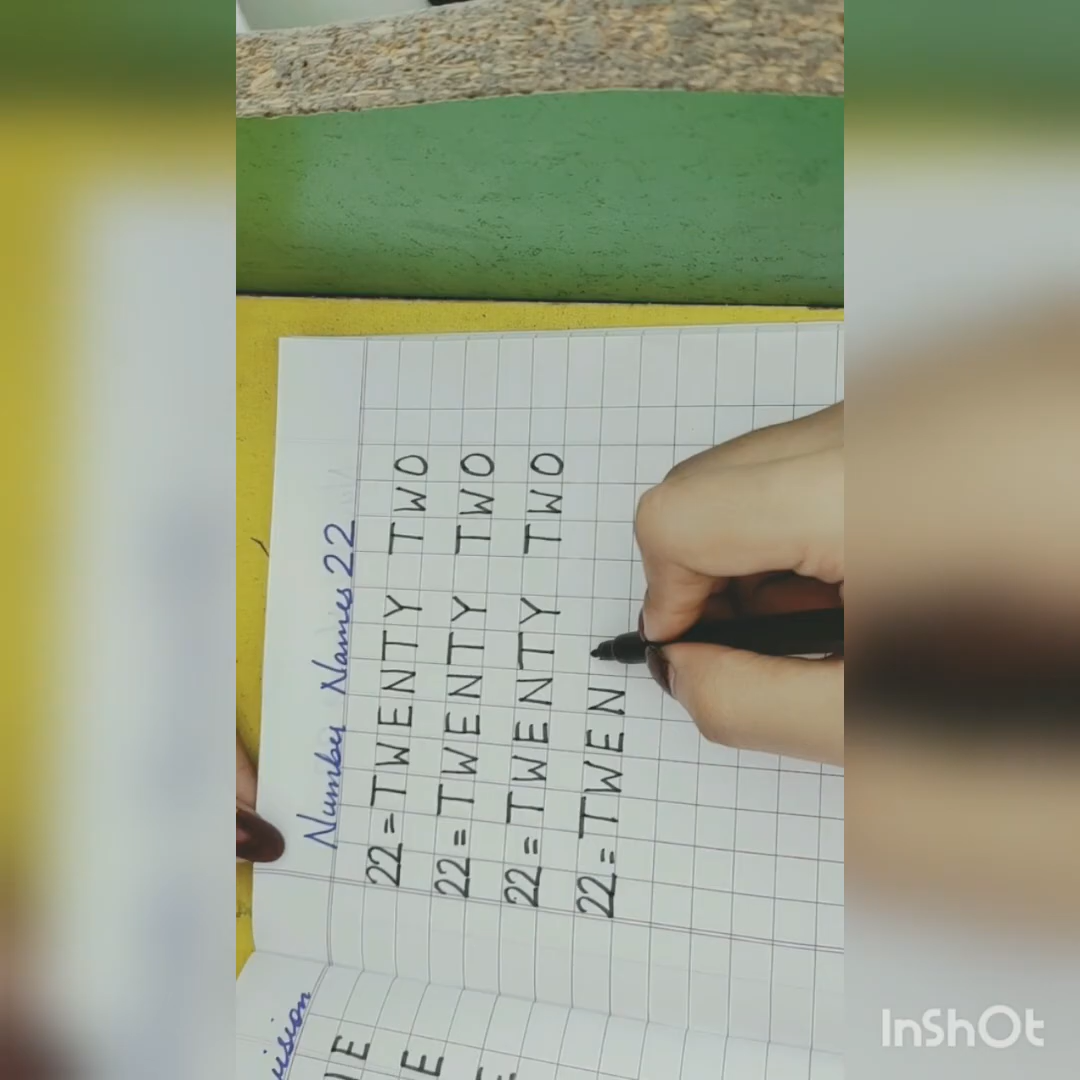 Number Names 22
22 = TWENTY TWO
22 = TWENTY TWO
22 = TWENTY TWO
22 = TWEN
InShOt